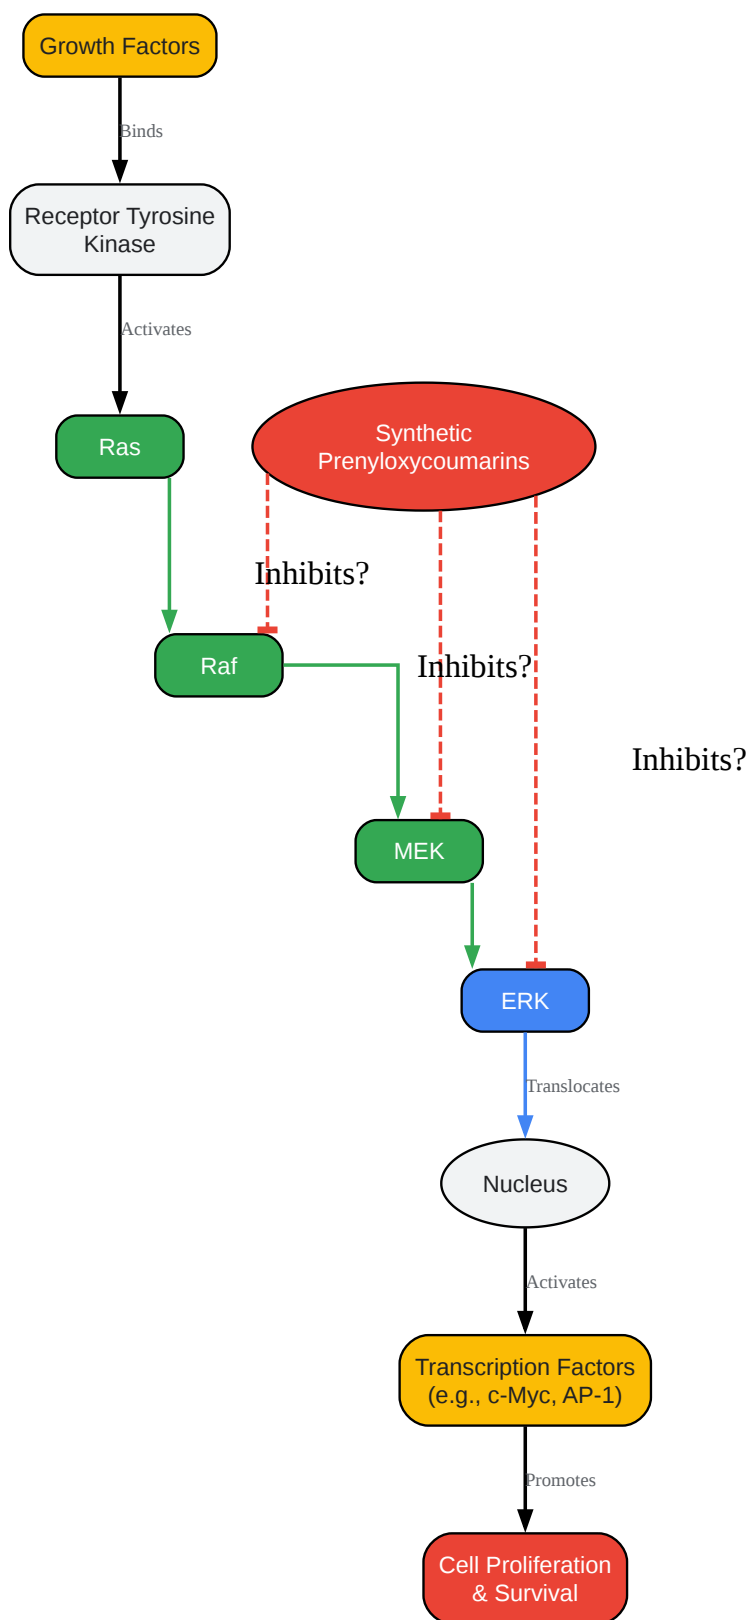 Growth Factors
Binds
Receptor Tyrosine
Kinase
Activates
Ras
Synthetic
Prenyloxycoumarins
Inhibits?
Raf
Inhibits?
Inhibits?
MEK
ERK
Translocates
Nucleus
Activates
Transcription Factors
(e.g., c-Myc, AP-1)
Promotes
Cell Proliferation
& Survival